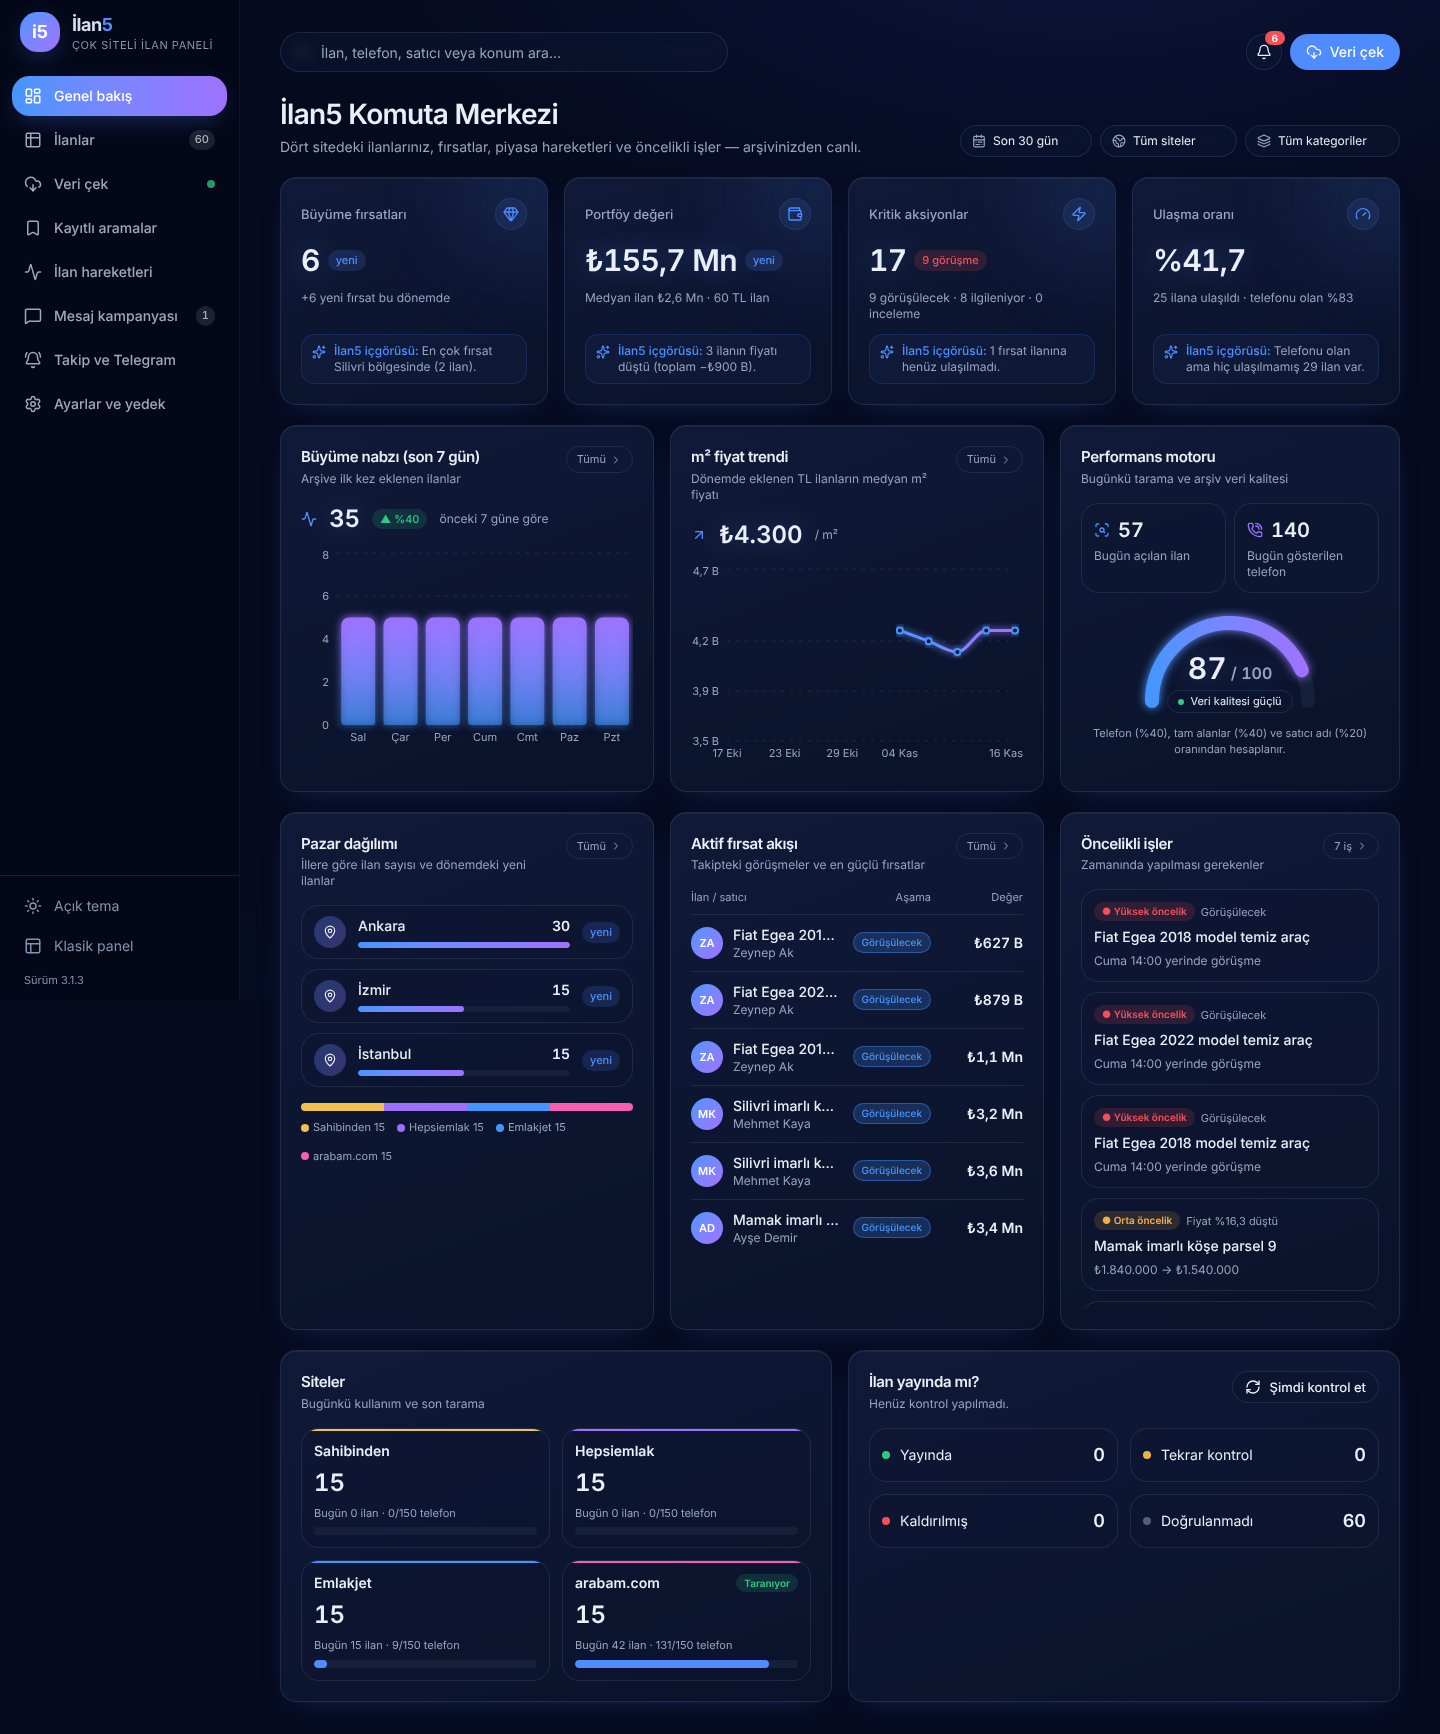 i5
İlan5
ÇOK SİTELİ İLAN PANELİ
Genel bakış
İlanlar 60
Veri çek
Kayıtlı aramalar
İlan hareketleri
Mesaj kampanyası 1
Takip ve Telegram
Ayarlar ve yedek
Açık tema
Klasik panel
Sürüm 3.1.3
İlan, telefon, satıcı veya konum ara...
6
Veri çek
İlan5 Komuta Merkezi
Dört sitedeki ilanlarınız, fırsatlar, piyasa hareketleri ve öncelikli işler — arşivinizden canlı.
Son 30 gün
Tüm siteler
Tüm kategoriler
Büyüme fırsatları
6 yeni
+6 yeni fırsat bu dönemde
İlan5 içgörüsü: En çok fırsat
Silivri bölgesinde (2 ilan).
Portföy değeri
₺155,7 Mn yeni
Medyan ilan ₺2,6 Mn · 60 TL ilan
İlan5 içgörüsü: 3 ilanın fiyatı
düştü (toplam −₺900 B).
Kritik aksiyonlar
17 9 görüşme
9 görüşülecek · 8 ilgileniyor · 0
inceleme
İlan5 içgörüsü: 1 fırsat ilanına
henüz ulaşılmadı.
Ulaşma oranı
%41,7
25 ilana ulaşıldı · telefonu olan %83
İlan5 içgörüsü: Telefonu olan
ama hiç ulaşılmamış 29 ilan var.
Büyüme nabzı (son 7 gün)
Tümü
Arşive ilk kez eklenen ilanlar
35 ▲ %40 önceki 7 güne göre
8
6
4
2
0
Sal Çar Per Cum Cmt Paz Pzt
m² fiyat trendi
Tümü
Dönemde eklenen TL ilanların medyan m²
fiyatı
₺4.300 / m²
4,7 B
4,2 B
3,9 B
3,5 B
17 Eki 23 Eki 29 Eki 04 Kas 16 Kas
Performans motoru
Bugünkü tarama ve arşiv veri kalitesi
57
Bugün açılan ilan
140
Bugün gösterilen
telefon
87 / 100
Veri kalitesi güçlü
Telefon (%40), tam alanlar (%40) ve satıcı adı (%20)
oranından hesaplanır.
Pazar dağılımı
Tümü
İllere göre ilan sayısı ve dönemdeki yeni
ilanlar
Ankara 30 yeni
İzmir 15 yeni
İstanbul 15 yeni
Sahibinden 15 Hepsiemlak 15 Emlakjet 15
arabam.com 15
Aktif fırsat akışı
Tümü
Takipteki görüşmeler ve en güçlü fırsatlar
İlan / satıcı Aşama Değer
ZA Fiat Egea 201... Görüşülecek ₺627 B
Zeynep Ak
ZA Fiat Egea 202... Görüşülecek ₺879 B
Zeynep Ak
ZA Fiat Egea 201... Görüşülecek ₺1,1 Mn
Zeynep Ak
MK Silivri imarlı k... Görüşülecek ₺3,2 Mn
Mehmet Kaya
MK Silivri imarlı k... Görüşülecek ₺3,6 Mn
Mehmet Kaya
AD Mamak imarlı ... Görüşülecek ₺3,4 Mn
Ayşe Demir
Öncelikli işler
7 iş
Zamanında yapılması gerekenler
Yüksek öncelik Görüşülecek
Fiat Egea 2018 model temiz araç
Cuma 14:00 yerinde görüşme
Yüksek öncelik Görüşülecek
Fiat Egea 2022 model temiz araç
Cuma 14:00 yerinde görüşme
Yüksek öncelik Görüşülecek
Fiat Egea 2018 model temiz araç
Cuma 14:00 yerinde görüşme
Orta öncelik Fiyat %16,3 düştü
Mamak imarlı köşe parsel 9
₺1.840.000 → ₺1.540.000
Siteler
Bugünkü kullanım ve son tarama
Sahibinden
15
Bugün 0 ilan · 0/150 telefon
Hepsiemlak
15
Bugün 0 ilan · 0/150 telefon
Emlakjet
15
Bugün 15 ilan · 9/150 telefon
arabam.com Taranıyor
15
Bugün 42 ilan · 131/150 telefon
İlan yayında mı?
Henüz kontrol yapılmadı.
Şimdi kontrol et
Yayında 0
Tekrar kontrol 0
Kaldırılmış 0
Doğrulanmadı 60